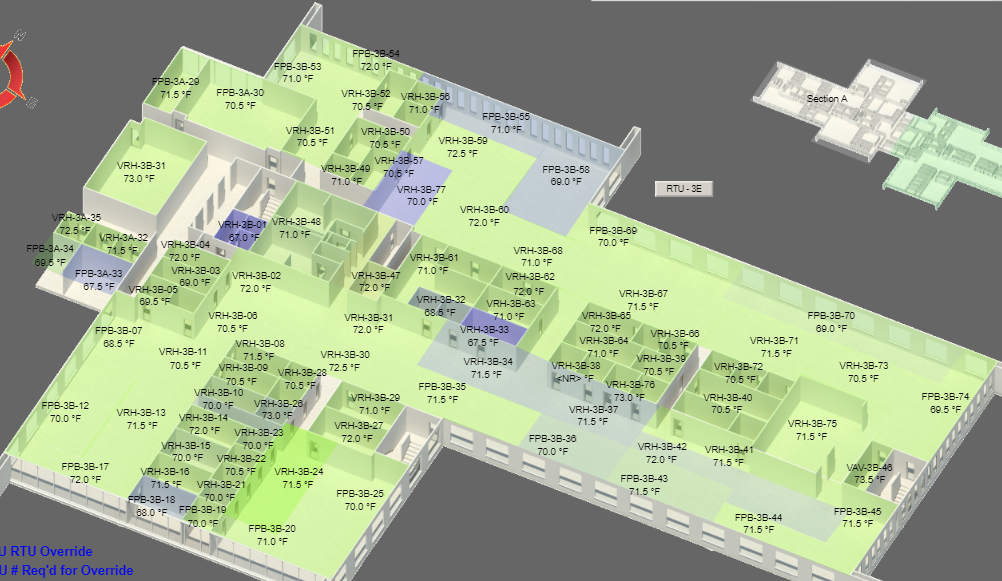 N
E
Section A
RTU - 3E
FPB-3B-54
72.0 °F
FPB-3B-53
71.0 °F
FPB-3A-29
71.5 °F
FPB-3A-30
70.5 °F
VRH-3B-52
70.5 °F
VRH-3B-56
71.0 °F
FPB-3B-55
71.0 °F
VRH-3B-51
70.5 °F
VRH-3B-50
70.5 °F
VRH-3B-59
72.5 °F
VRH-3B-31
73.0 °F
VRH-3B-49
71.0 °F
VRH-3B-57
70.5 °F
FPB-3B-58
69.0 °F
VRH-3B-77
70.0 °F
VRH-3B-60
72.0 °F
VRH-3A-35
72.5 °F
VRH-3B-01
67.0 °F
VRH-3B-48
71.0 °F
FPB-3B-69
70.0 °F
VRH-3A-32
71.5 °F
VRH-3B-04
72.0 °F
FPB-3A-34
69.5 °F
VRH-3B-61
71.0 °F
VRH-3B-68
71.0 °F
FPB-3A-33
67.5 °F
VRH-3B-03
69.0 °F
VRH-3B-02
72.0 °F
VRH-3B-47
72.0 °F
VRH-3B-62
72.0 °F
VRH-3B-05
69.5 °F
VRH-3B-32
68.5 °F
VRH-3B-63
71.0 °F
VRH-3B-67
71.5 °F
VRH-3B-06
70.5 °F
VRH-3B-31
72.0 °F
VRH-3B-65
72.0 °F
FPB-3B-70
69.0 °F
FPB-3B-07
68.5 °F
VRH-3B-33
67.5 °F
VRH-3B-66
70.5 °F
VRH-3B-08
71.5 °F
VRH-3B-64
71.0 °F
VRH-3B-71
71.5 °F
VRH-3B-11
70.5 °F
VRH-3B-30
72.5 °F
VRH-3B-34
71.5 °F
VRH-3B-38
<NR> °F
VRH-3B-39
70.5 °F
VRH-3B-72
70.5 °F
VRH-3B-73
70.5 °F
VRH-3B-09
70.5 °F
VRH-3B-28
70.5 °F
FPB-3B-35
71.5 °F
VRH-3B-76
73.0 °F
VRH-3B-10
70.0 °F
VRH-3B-29
71.0 °F
VRH-3B-40
70.5 °F
FPB-3B-74
69.5 °F
FPB-3B-12
70.0 °F
VRH-3B-13
71.5 °F
VRH-3B-26
73.0 °F
VRH-3B-37
71.5 °F
VRH-3B-14
72.0 °F
VRH-3B-27
72.0 °F
VRH-3B-75
71.5 °F
VRH-3B-23
70.0 °F
FPB-3B-36
70.0 °F
VRH-3B-15
70.0 °F
VRH-3B-42
72.0 °F
VRH-3B-41
71.5 °F
FPB-3B-17
72.0 °F
VRH-3B-16
71.5 °F
VRH-3B-22
70.5 °F
VRH-3B-24
71.5 °F
VAV-3B-46
73.5 °F
FPB-3B-43
71.5 °F
VRH-3B-21
70.0 °F
FPB-3B-18
68.0 °F
FPB-3B-25
70.0 °F
FPB-3B-19
70.0 °F
FPB-3B-44
71.5 °F
FPB-3B-45
71.5 °F
FPB-3B-20
71.0 °F
U RTU Override
U # Req'd for Override